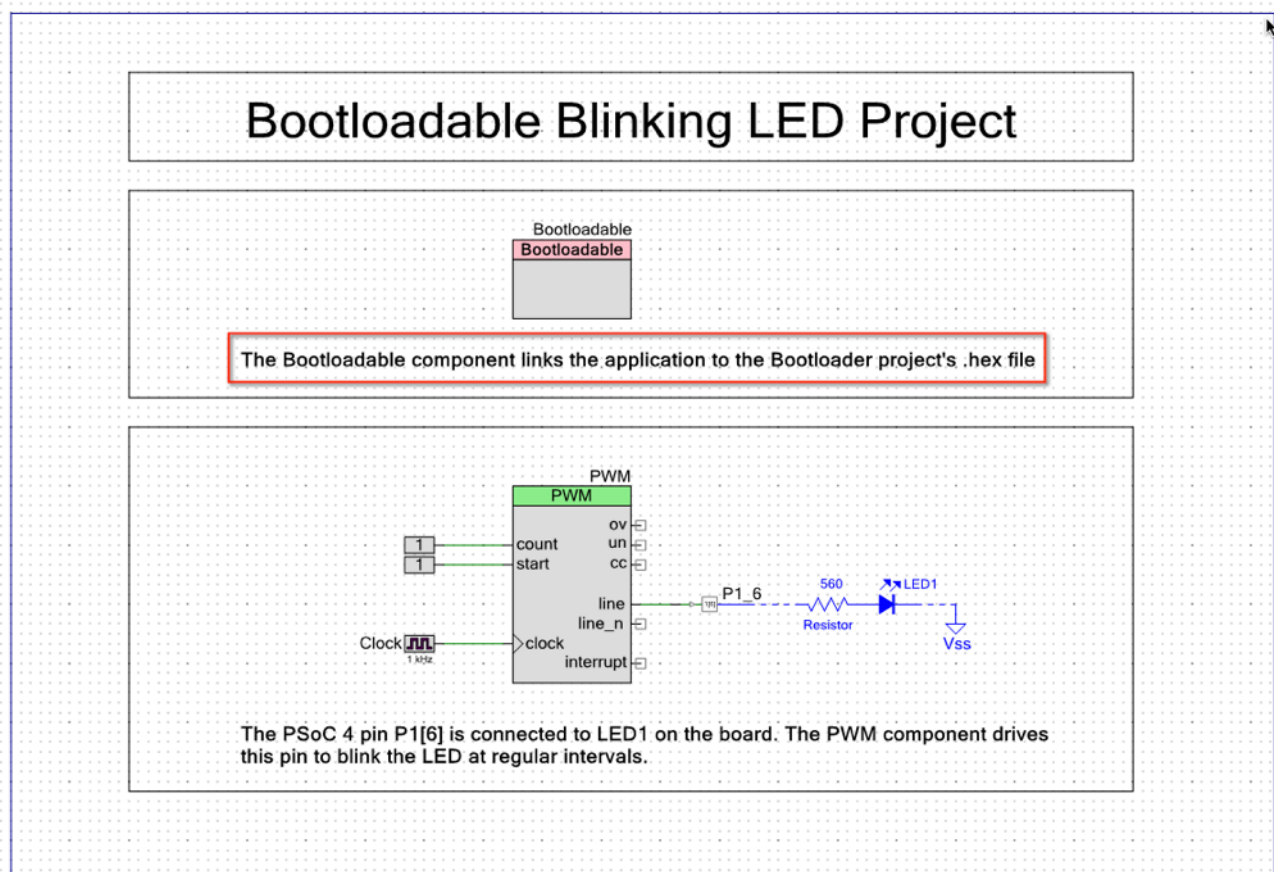 Bootloadable Blinking LED Project
Bootloadable
Bootloadable
The Bootloadable component links the application to the Bootloader project's .hex file
PWM
PWM
ov
1 count un
1 start cc
line P1_6 560 LED1
Resistor
line_n
Clock clock Vss
1 kHz
interrupt
The PSoC 4 pin P1[6] is connected to LED1 on the board. The PWM component drives
this pin to blink the LED at regular intervals.